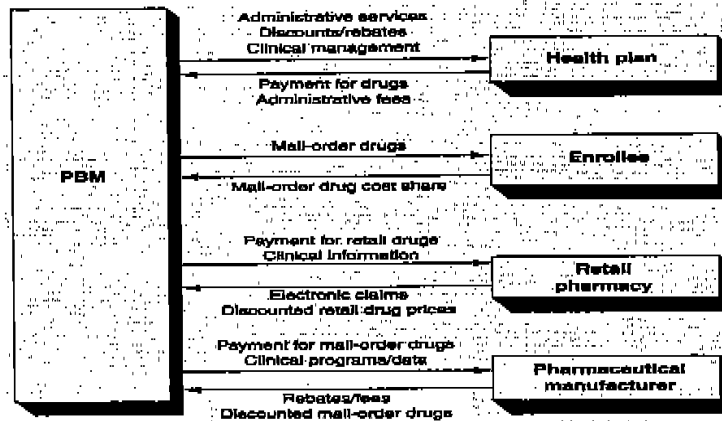 Administrative services
Discounts/rebates
Clinical management
Health plan
Payment for drugs
Administrative fees
Mail-order drugs
Enrollee
PBM
Mail-order drug cost share
Payment for retail drugs
Clinical information
Retail
pharmacy
Electronic claims
Discounted retail drug prices
Payment for mail-order drugs
Clinical programs/data
Pharmaceutical
manufacturer
Rebates/fees
Discounted mail-order drugs